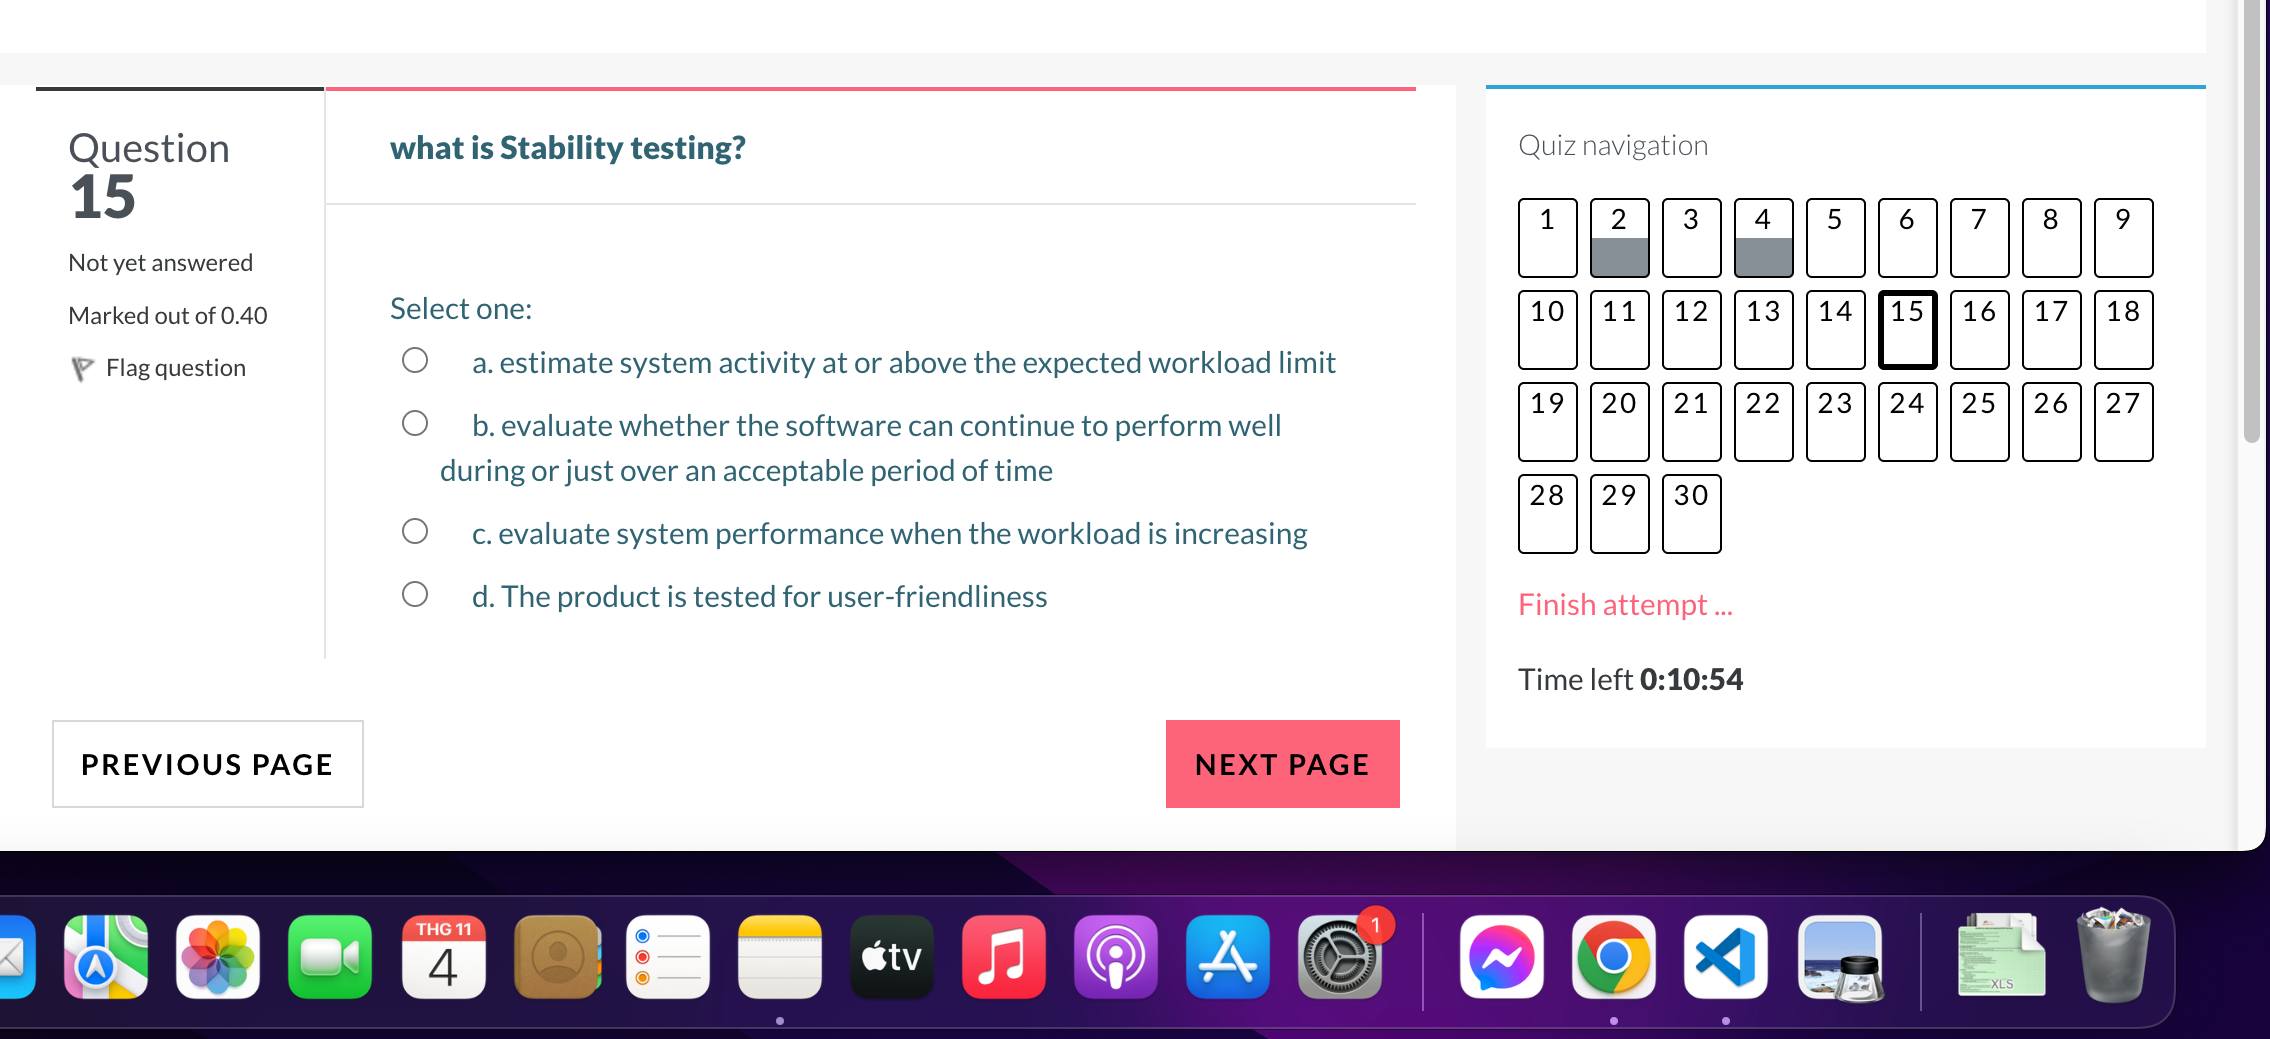 Question
15
Not yet answered
Marked out of 0.40
Flag question
what is Stability testing?
Select one:
a. estimate system activity at or above the expected workload limit
b. evaluate whether the software can continue to perform well
during or just over an acceptable period of time
c. evaluate system performance when the workload is increasing
d. The product is tested for user-friendliness
PREVIOUS PAGE
NEXT PAGE
Quiz navigation
1 2 3 4 5 6 7 8 9
10 11 12 13 14 15 16 17 18
19 20 21 22 23 24 25 26 27
28 29 30
Finish attempt ...
Time left 0:10:54
THG 11
4
tv
1
XLS